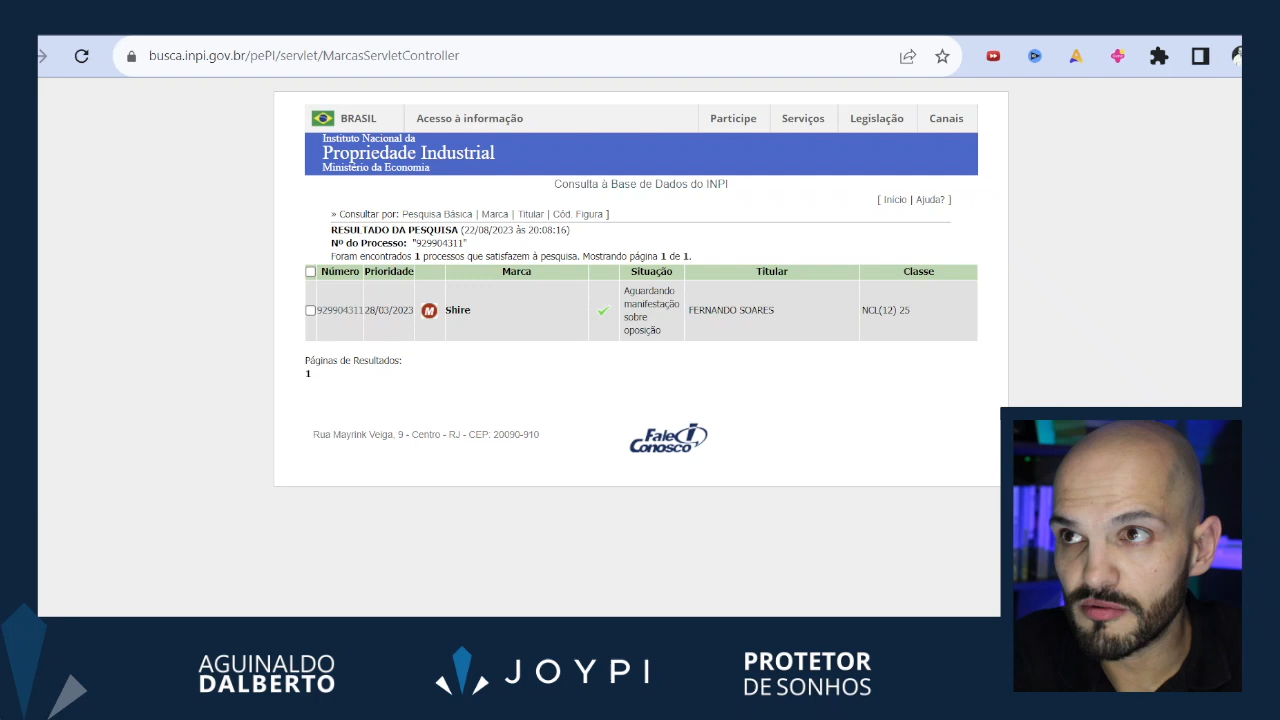 busca.inpi.gov.br/pePI/servlet/MarcasServletController
BRASIL Acesso à informação Participe Serviços Legislação Canais
Instituto Nacional da
Propriedade Industrial
Ministério da Economia
Consulta à Base de Dados do INPI
[ Início | Ajuda? ]
» Consultar por: Pesquisa Básica | Marca | Titular | Cód. Figura ]
RESULTADO DA PESQUISA (22/08/2023 às 20:08:16)
Nº do Processo: "929904311"
Foram encontrados 1 processos que satisfazem à pesquisa. Mostrando página 1 de 1.
Número Prioridade Marca Situação Titular Classe
929904311 28/03/2023 M Shire Aguardando manifestação sobre oposição FERNANDO SOARES NCL(12) 25
Páginas de Resultados:
1
Rua Mayrink Veiga, 9 - Centro - RJ - CEP: 20090-910
Fale Conosco
AGUINALDO
DALBERTO
JOYPI
PROTETOR
DE SONHOS